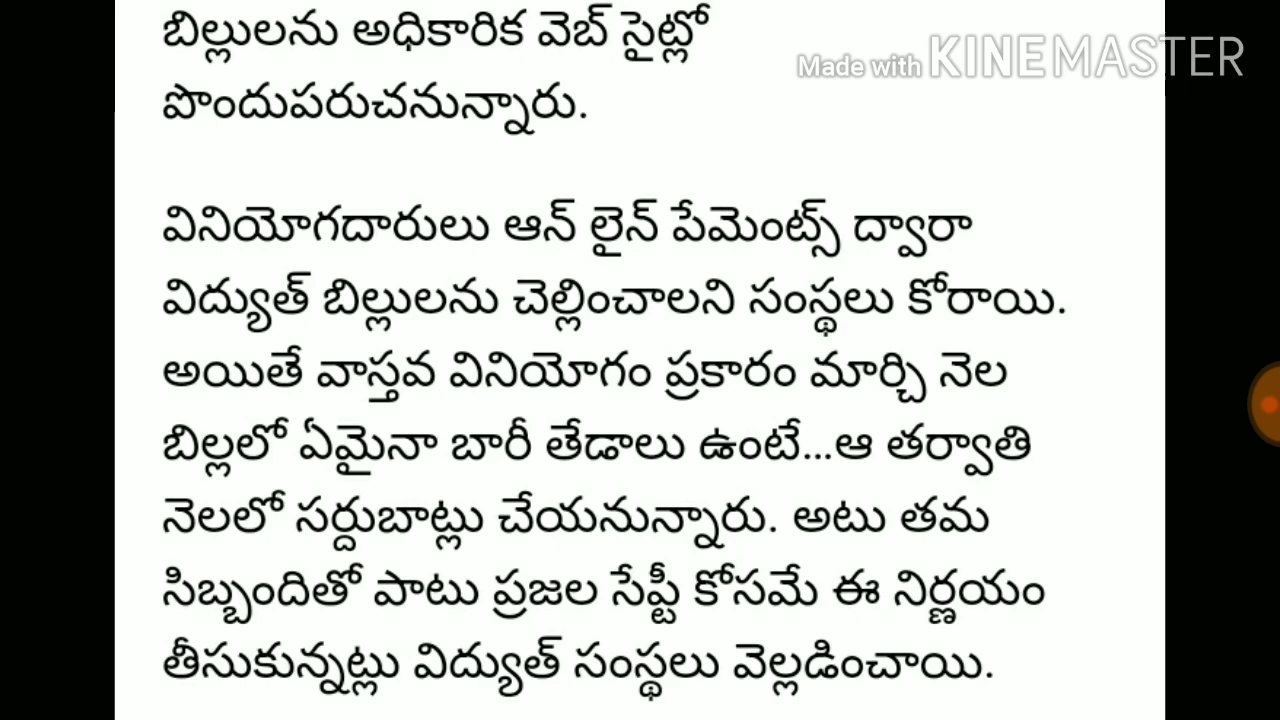 బిల్లులను అధికారిక వెబ్ సైట్లో
Made with KINEMASTER
పొందుపరుచనున్నారు.
వినియోగదారులు ఆన్ లైన్ పేమెంట్స్ ద్వారా
విద్యుత్ బిల్లులను చెల్లించాలని సంస్థలు కోరాయి.
అయితే వాస్తవ వినియోగం ప్రకారం మార్చి నెల
బిల్లలో ఏమైనా బారీ తేడాలు ఉంటే...ఆ తర్వాతి
నెలలో సర్దుబాట్లు చేయనున్నారు. అటు తమ
సిబ్బందితో పాటు ప్రజల సేప్టీ కోసమే ఈ నిర్ణయం
తీసుకున్నట్లు విద్యుత్ సంస్థలు వెల్లడించాయి.